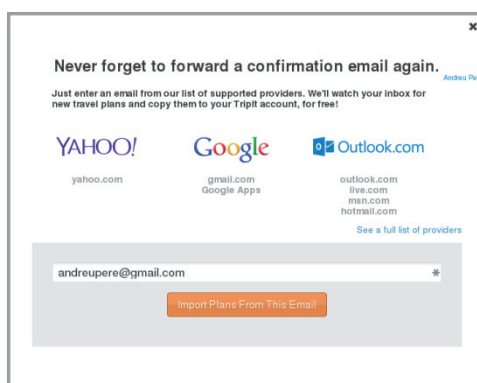 Never forget to forward a confirmation email again.
Andreu Pe
Just enter an email from our list of supported providers. We'll watch your inbox for
new travel plans and copy them to your TripIt account, for free!
YAHOO! Google Outlook.com
yahoo.com gmail.com outlook.com
Google Apps live.com
msn.com
hotmail.com
See a full list of providers
andreupere@gmail.com
Import Plans From This Email